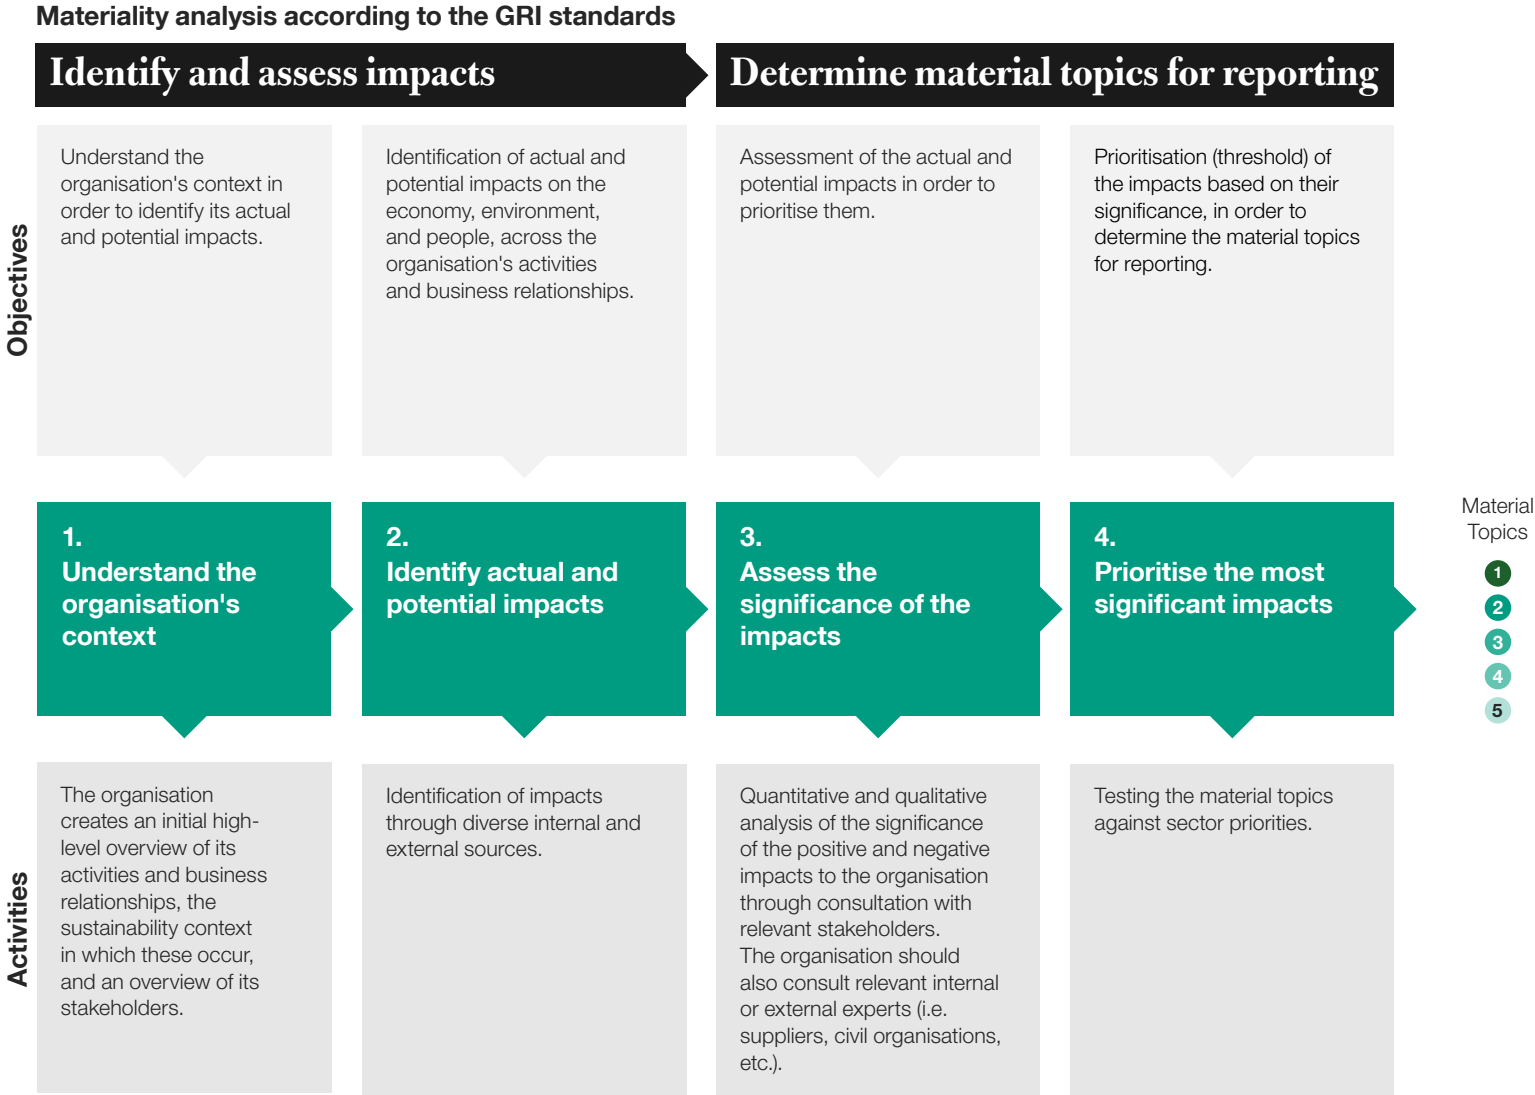 Materiality analysis according to the GRI standards
Identify and assess impacts
Determine material topics for reporting
Objectives
Understand the
organisation's context in
order to identify its actual
and potential impacts.
Identification of actual and
potential impacts on the
economy, environment,
and people, across the
organisation's activities
and business relationships.
Assessment of the actual and
potential impacts in order to
prioritise them.
Prioritisation (threshold) of
the impacts based on their
significance, in order to
determine the material topics
for reporting.
1.
Understand the
organisation's
context
2.
Identify actual and
potential impacts
3.
Assess the
significance of the
impacts
4.
Prioritise the most
significant impacts
Material
Topics
1
2
3
4
5
Activities
The organisation
creates an initial high-
level overview of its
activities and business
relationships, the
sustainability context
in which these occur,
and an overview of its
stakeholders.
Identification of impacts
through diverse internal and
external sources.
Quantitative and qualitative
analysis of the significance
of the positive and negative
impacts to the organisation
through consultation with
relevant stakeholders.
The organisation should
also consult relevant internal
or external experts (i.e.
suppliers, civil organisations,
etc.).
Testing the material topics
against sector priorities.